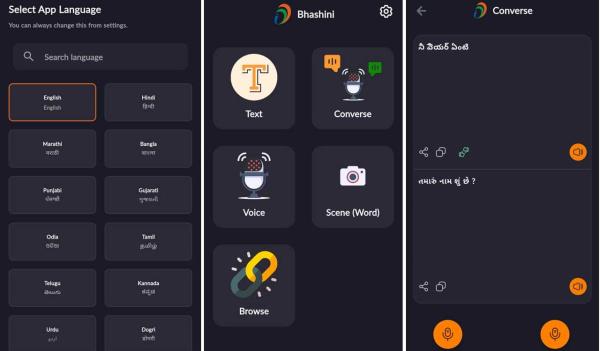 Select App Language
You can always change this from settings.
Search language
English
English
Hindi
हिन्दी
Marathi
मराठी
Bangla
বাংলা
Punjabi
ਪੰਜਾਬੀ
Gujarati
ગુજરાતી
Odia
ଓଡ଼ିଆ
Tamil
தமிழ்
Telugu
తెలుగు
Kannada
ಕನ್ನಡ
Urdu
اردو
Dogri
डोगरी
Bhashini
Text
Converse
Voice
Scene (Word)
Browse
Converse
నీ వెయర్ ఏంటి
તમારું નામ શું છે ?